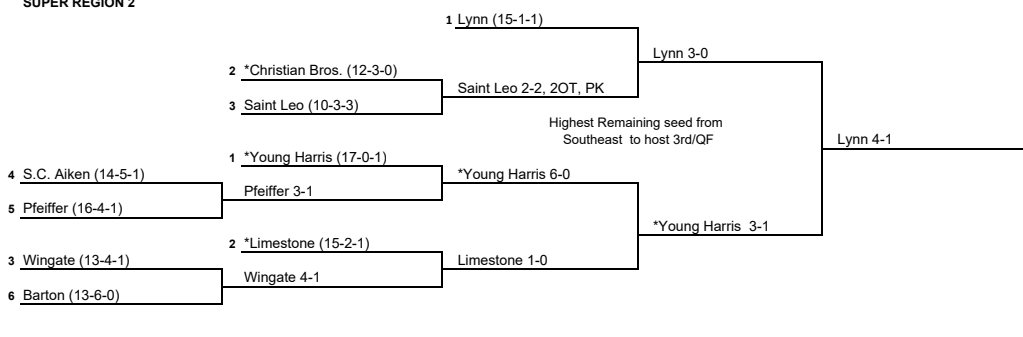 SUPER REGION 2
1 Lynn (15-1-1)
Lynn 3-0
2 *Christian Bros. (12-3-0)
Saint Leo 2-2, 2OT, PK
3 Saint Leo (10-3-3)
Highest Remaining seed from
Southeast to host 3rd/QF
Lynn 4-1
1 *Young Harris (17-0-1)
4 S.C. Aiken (14-5-1)
*Young Harris 6-0
Pfeiffer 3-1
5 Pfeiffer (16-4-1)
*Young Harris 3-1
2 *Limestone (15-2-1)
3 Wingate (13-4-1)
Limestone 1-0
Wingate 4-1
6 Barton (13-6-0)